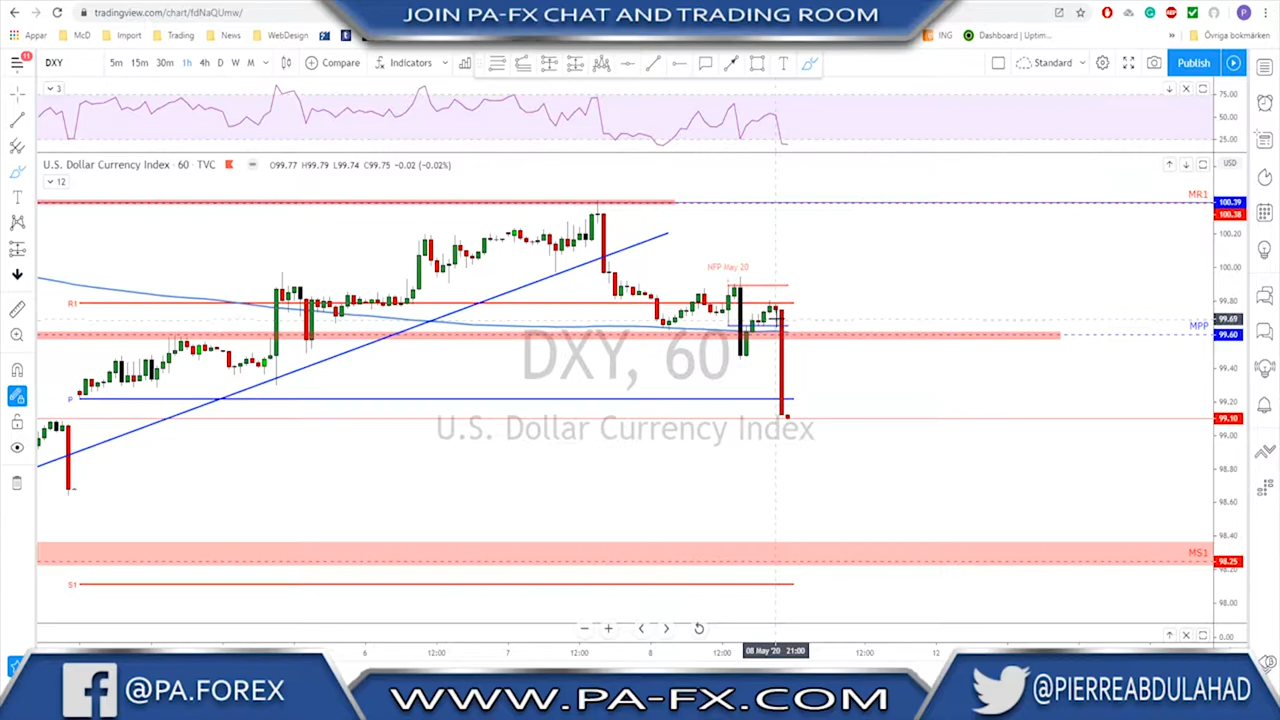 JOIN PA-FX CHAT AND TRADING ROOM
tradingview.com/chart/fdNaQUmw/
Appar McD Import Trading News WebDesign ING Dashboard | Uptim... Övriga bokmärken
11
DXY 5m 15m 30m 1h 4h D W M Compare Indicators Standard Publish
3
75.00
50.00
25.00
U.S. Dollar Currency Index · 60 · TVC O99.77 H99.79 L99.74 C99.75 -0.02 (-0.02%)
USD
12
MR1 100.39
100.38
100.20
NFP May 20
100.00
R1
99.80
99.69
MPP 99.60
DXY, 60
99.40
P
99.20
99.10
U.S. Dollar Currency Index
99.00
98.80
98.60
98.40
MS1
98.25
98.20
S1
98.00
0.00
6 12:00 7 12:00 8 12:00 08 May '20 21:00 12:00 12
@PA.FOREX
WWW.PA-FX.COM
@PIERREABDULAHAD